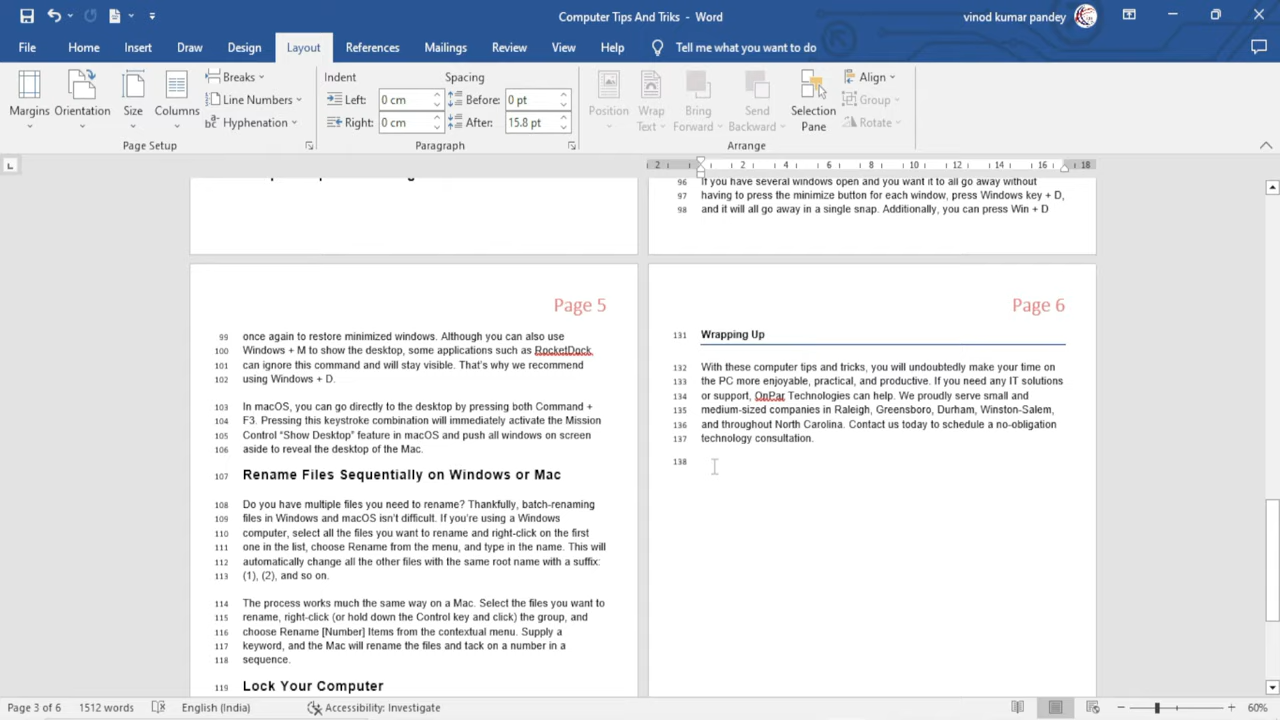 Computer Tips And Triks - Word
vinod kumar pandey
File Home Insert Draw Design Layout References Mailings Review View Help Tell me what you want to do
Margins
Orientation
Size
Columns
Breaks
Line Numbers
Hyphenation
Page Setup
Indent
Left: 0 cm
Right: 0 cm
Spacing
Before: 0 pt
After: 15.8 pt
Paragraph
Position
Wrap
Text
Bring
Forward
Send
Backward
Selection
Pane
Align
Group
Rotate
Arrange
2 2 4 6 8 10 12 14 16 18
96 If you have several windows open and you want it to all go away without
97 having to press the minimize button for each window, press Windows key + D,
98 and it will all go away in a single snap. Additionally, you can press Win + D
Page 5
99 once again to restore minimized windows. Although you can also use
100 Windows + M to show the desktop, some applications such as RocketDock
101 can ignore this command and will stay visible. That's why we recommend
102 using Windows + D.
103 In macOS, you can go directly to the desktop by pressing both Command +
104 F3. Pressing this keystroke combination will immediately activate the Mission
105 Control “Show Desktop” feature in macOS and push all windows on screen
106 aside to reveal the desktop of the Mac.
107 Rename Files Sequentially on Windows or Mac
108 Do you have multiple files you need to rename? Thankfully, batch-renaming
109 files in Windows and macOS isn't difficult. If you're using a Windows
110 computer, select all the files you want to rename and right-click on the first
111 one in the list, choose Rename from the menu, and type in the name. This will
112 automatically change all the other files with the same root name with a suffix:
113 (1), (2), and so on.
114 The process works much the same way on a Mac. Select the files you want to
115 rename, right-click (or hold down the Control key and click) the group, and
116 choose Rename [Number] Items from the contextual menu. Supply a
117 keyword, and the Mac will rename the files and tack on a number in a
118 sequence.
119 Lock Your Computer
Page 6
131 Wrapping Up
132 With these computer tips and tricks, you will undoubtedly make your time on
133 the PC more enjoyable, practical, and productive. If you need any IT solutions
134 or support, OnPar Technologies can help. We proudly serve small and
135 medium-sized companies in Raleigh, Greensboro, Durham, Winston-Salem,
136 and throughout North Carolina. Contact us today to schedule a no-obligation
137 technology consultation.
138
Page 3 of 6 1512 words English (India) Accessibility: Investigate 60%